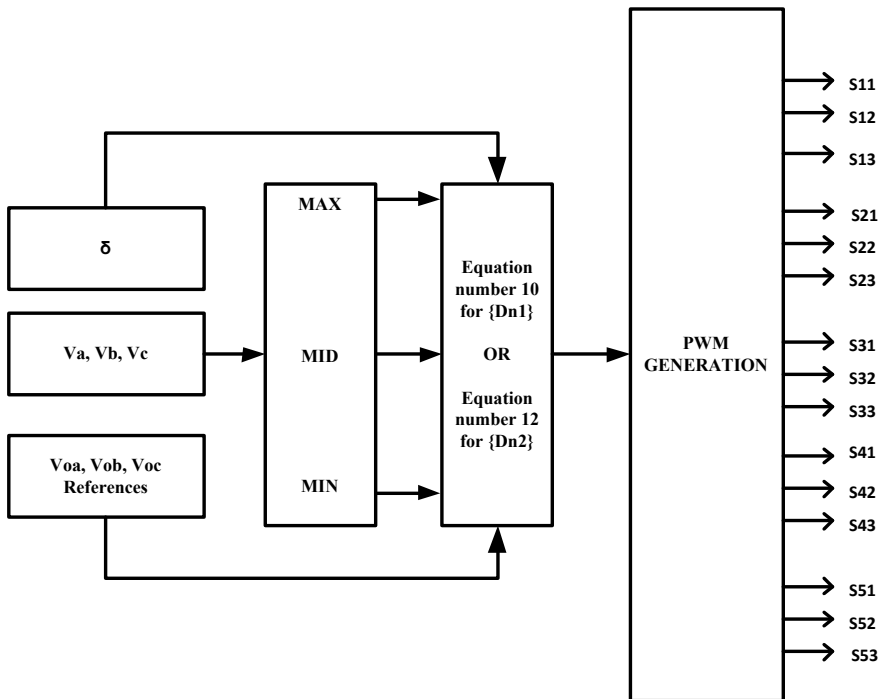 δ
Va, Vb, Vc
Voa, Vob, Voc
References
MAX
MID
MIN
Equation
number 10
for {Dn1}
OR
Equation
number 12
for {Dn2}
PWM
GENERATION
S11
S12
S13
S21
S22
S23
S31
S32
S33
S41
S42
S43
S51
S52
S53